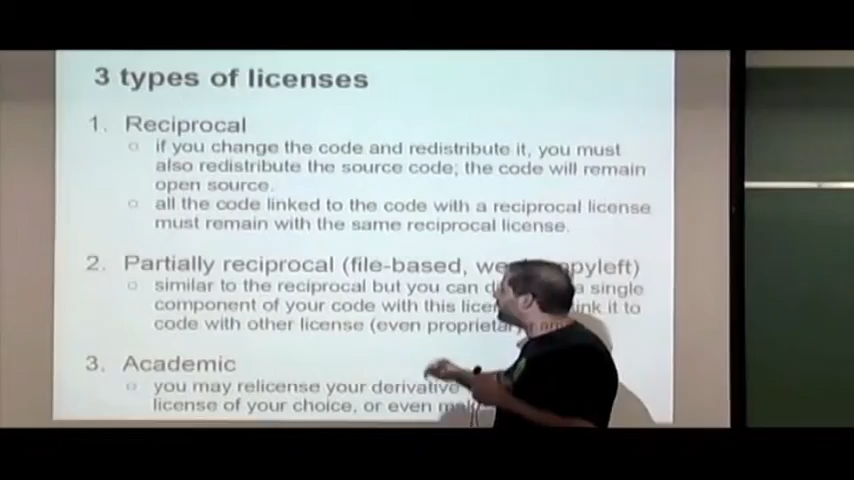 3 types of licenses
1. Reciprocal
○ if you change the code and redistribute it, you must
also redistribute the source code; the code will remain
open source.
○ all the code linked to the code with a reciprocal license
must remain with the same reciprocal license.
2. Partially reciprocal (file-based,
○ similar to the reciprocal but you can a single
component of your code with this it to
code with other license (even
3. Academic
○ you may relicense your derivative
license of your choice, or even